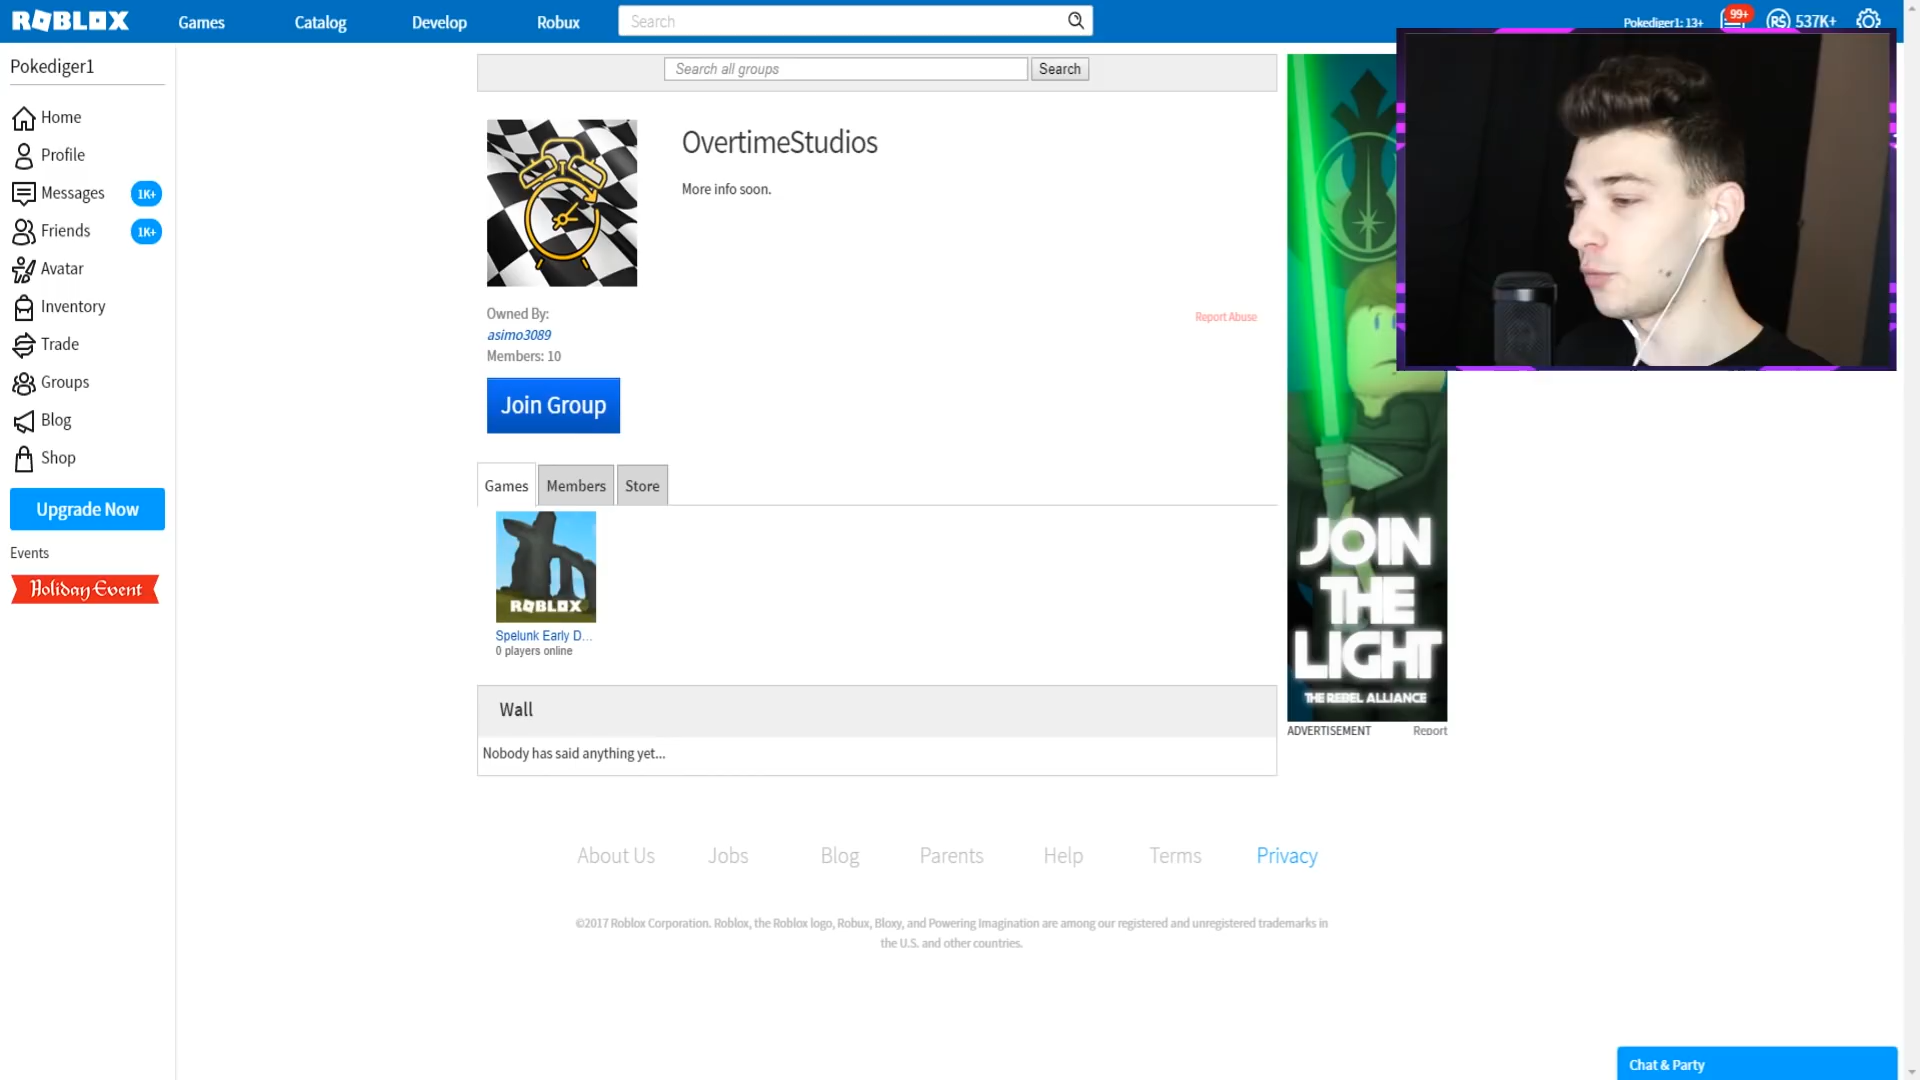 ROBLOX
Games
Catalog
Develop
Robux
Search
Pokediger1: 13+
99+
R$ 537K+
Pokediger1
Home
Profile
Messages 1K+
Friends 1K+
Avatar
Inventory
Trade
Groups
Blog
Shop
Upgrade Now
Events
Holiday Event
Search all groups
Search
OvertimeStudios
More info soon.
Owned By:
asimo3089
Members: 10
Report Abuse
Join Group
Games
Members
Store
ROBLOX
Spelunk Early D...
0 players online
Wall
Nobody has said anything yet...
JOIN
THE
LIGHT
THE REBEL ALLIANCE
ADVERTISEMENT
Report
About Us
Jobs
Blog
Parents
Help
Terms
Privacy
©2017 Roblox Corporation. Roblox, the Roblox logo, Robux, Bloxy, and Powering Imagination are among our registered and unregistered trademarks in
the U.S. and other countries.
Chat & Party